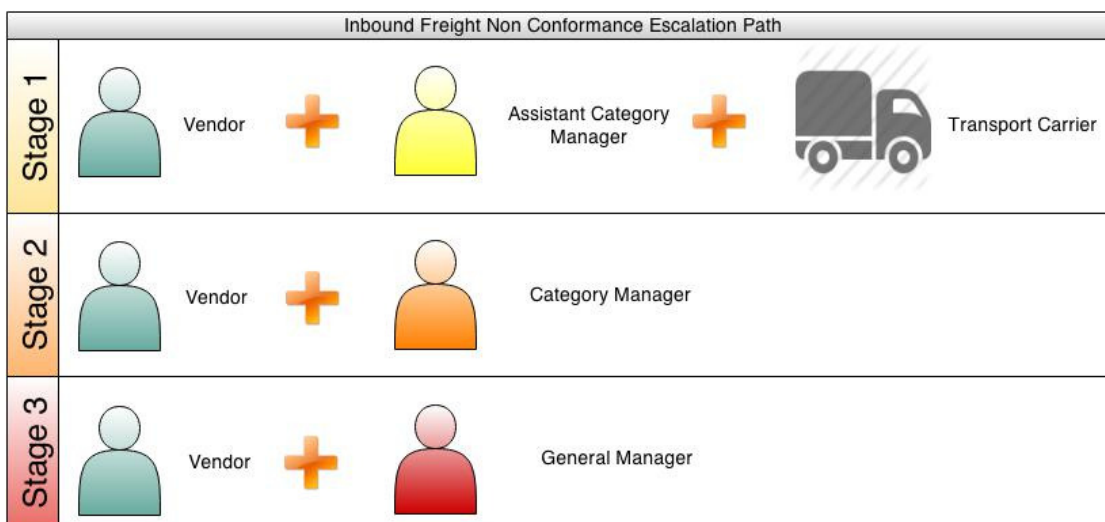 Inbound Freight Non Conformance Escalation Path
Stage 1
Vendor
Assistant Category
Manager
Transport Carrier
Stage 2
Vendor
Category Manager
Stage 3
Vendor
General Manager